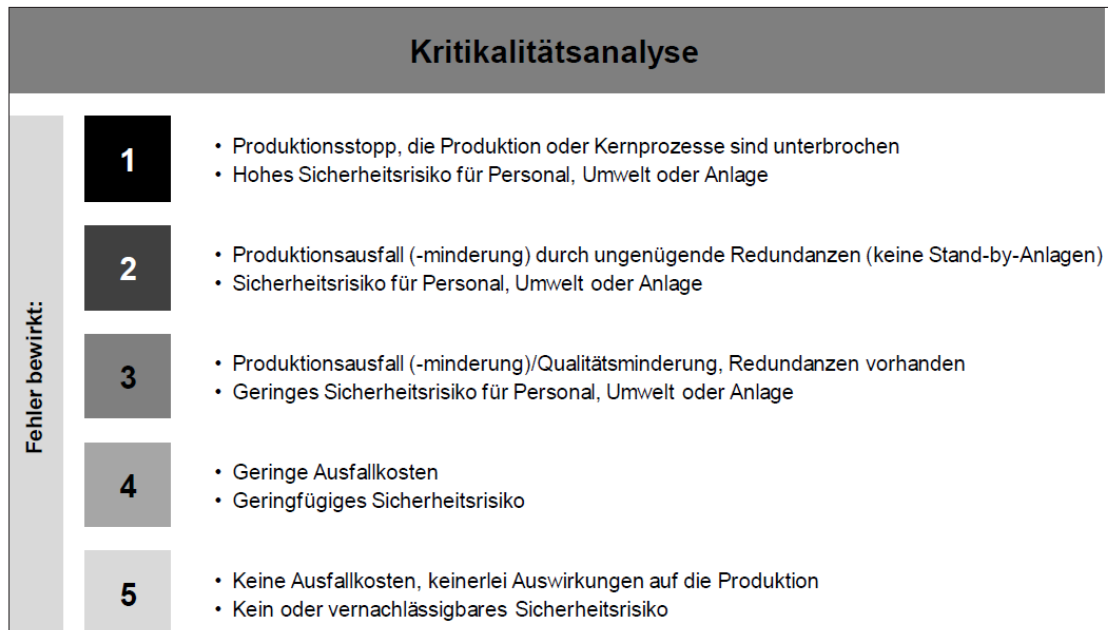 Kritikalitätsanalyse
Fehler bewirkt:
1
• Produktionsstopp, die Produktion oder Kernprozesse sind unterbrochen
• Hohes Sicherheitsrisiko für Personal, Umwelt oder Anlage
2
• Produktionsausfall (-minderung) durch ungenügende Redundanzen (keine Stand-by-Anlagen)
• Sicherheitsrisiko für Personal, Umwelt oder Anlage
3
• Produktionsausfall (-minderung)/Qualitätsminderung, Redundanzen vorhanden
• Geringes Sicherheitsrisiko für Personal, Umwelt oder Anlage
4
• Geringe Ausfallkosten
• Geringfügiges Sicherheitsrisiko
5
• Keine Ausfallkosten, keinerlei Auswirkungen auf die Produktion
• Kein oder vernachlässigbares Sicherheitsrisiko